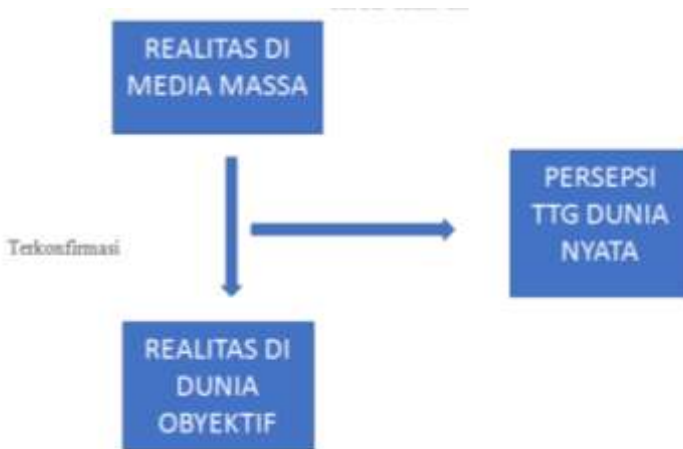 REALITAS DI
MEDIA MASSA
PERSEPSI
TTG DUNIA
NYATA
Terkonfirmasi
REALITAS DI
DUNIA
OBYEKTIF